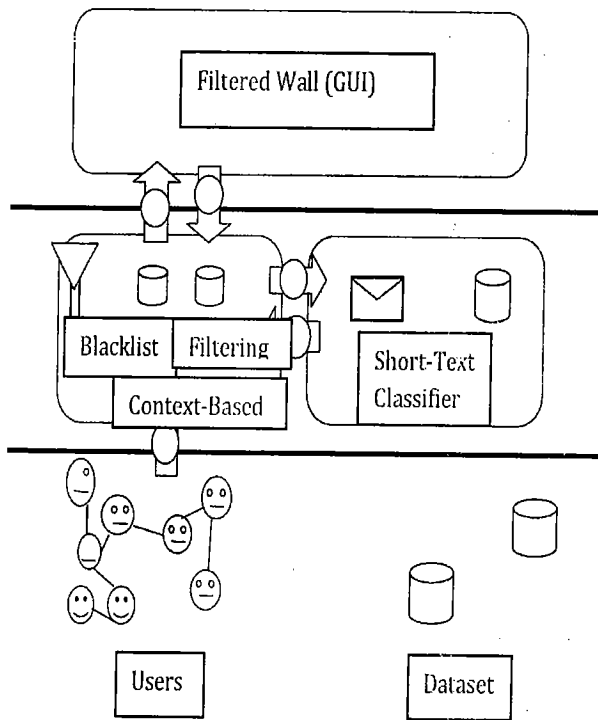 Filtered Wall (GUI)
Blacklist
Filtering
Context-Based
Short-Text
Classifier
Users
Dataset